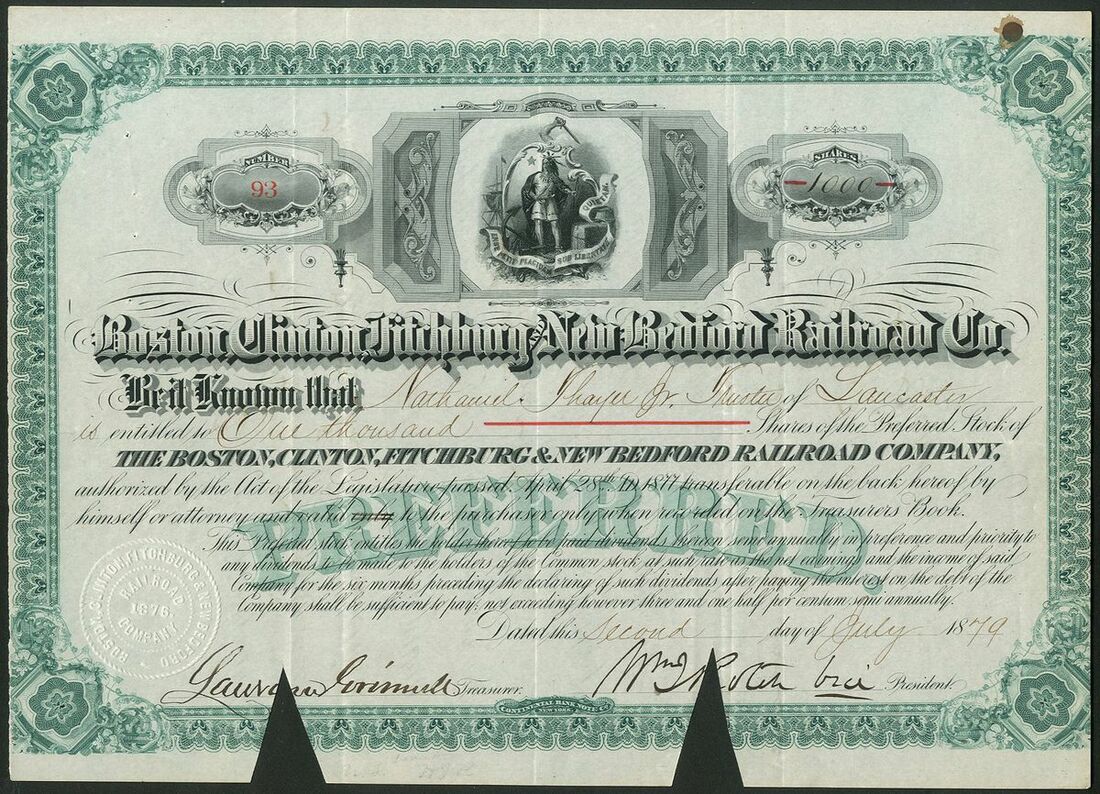 NUMBER
93
SHARES
1000
ENSE PETIT PLACIDAM SUB LIBERTATE QUIETEM
Boston Clinton, Fitchburg AND New Bedford Railroad Co.
Be it Known that Nathaniel Thayer Jr. Trustee of Lancaster
is entitled to One thousand Shares of the Preferred Stock of
THE BOSTON, CLINTON, FITCHBURG & NEW BEDFORD RAILROAD COMPANY,
authorized by the Act of the Legislature passed, April 28th 1877 transferable on the back hereof by
himself or attorney and valid only to the purchaser only when recorded on the Treasurers Book.
PREFERRED
This Preferred stock entitles the holder thereof to be paid dividends thereon semi annually in preference and priority to
any dividends to be made to the holders of the Common stock at such rate as the net earnings and the income of said
Company for the six months preceding the declaring of such dividends after paying the interest on the debt of the
Company shall be sufficient to pay, not exceeding however three and one half per centum semi annually.
Dated this Second day of July 1879
BOSTON, CLINTON, FITCHBURG & NEW BEDFORD
RAILROAD
1876
COMPANY
Treasurer.
Wm J Rotch vice President.
CONTINENTAL BANK NOTE CO.
NEW YORK